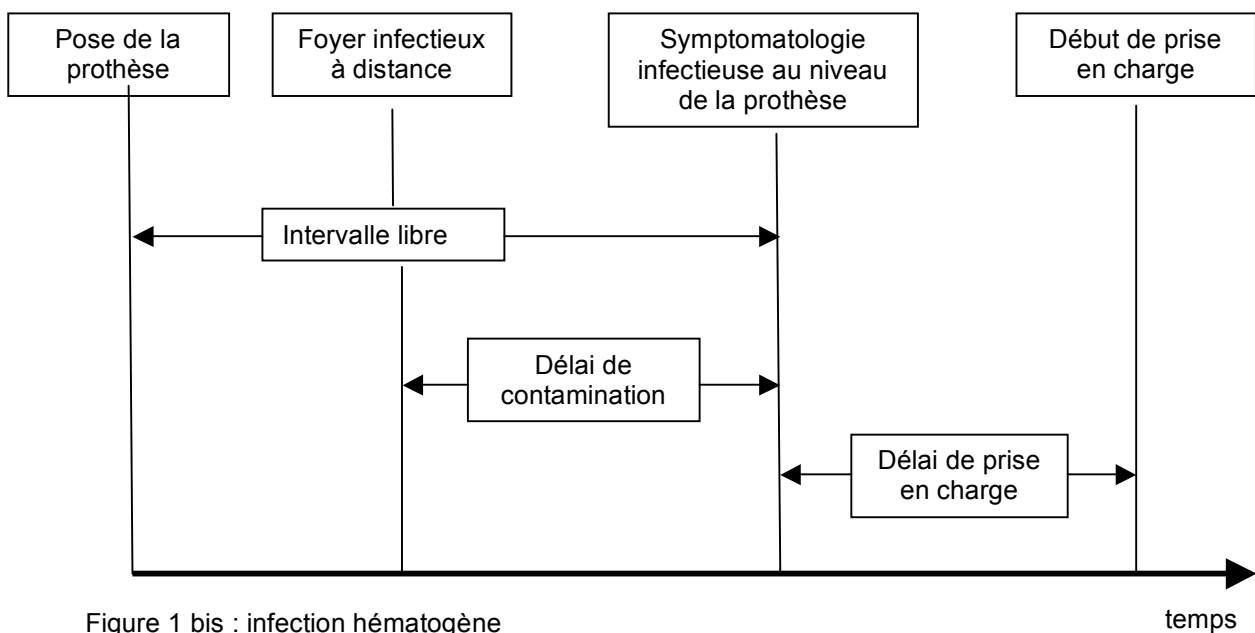 Pose de la
prothèse
Foyer infectieux
à distance
Symptomatologie
infectieuse au niveau
de la prothèse
Début de prise
en charge
Intervalle libre
Délai de
contamination
Délai de prise
en charge
temps
Figure 1 bis : infection hématogène